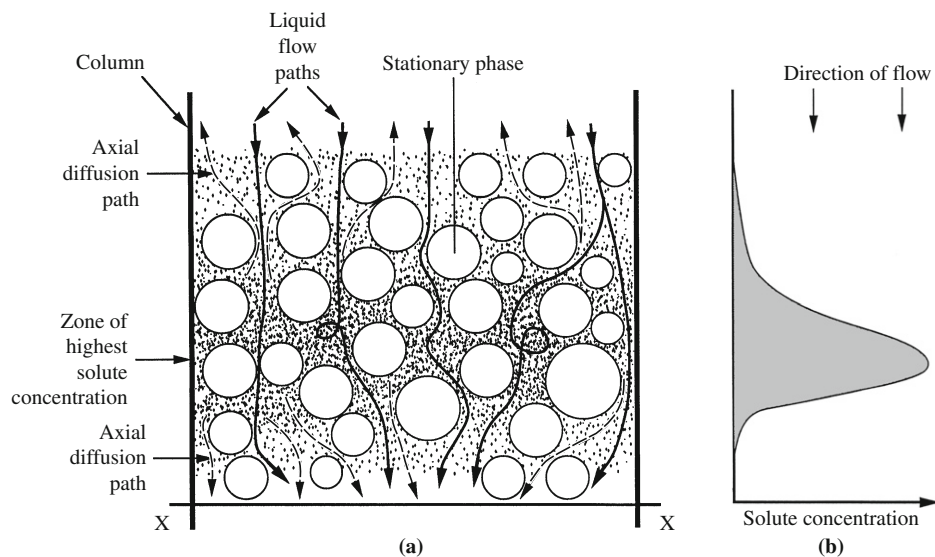 Column
Liquid
flow
paths
Stationary phase
Direction of flow
Axial
diffusion
path
Zone of
highest
solute
concentration
Axial
diffusion
path
X
X
(a)
Solute concentration
(b)